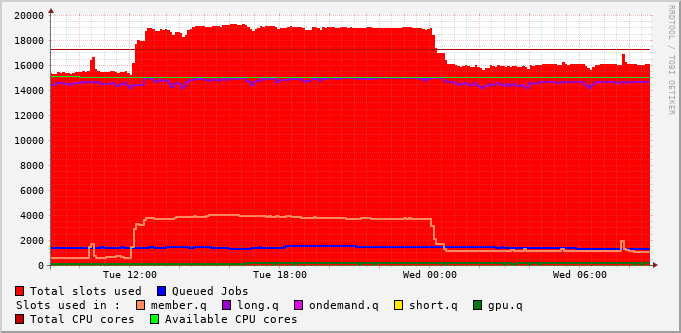 20000
18000
16000
14000
12000
10000
8000
6000
4000
2000
0
Tue 12:00 Tue 18:00 Wed 00:00 Wed 06:00
RRDTOOL / TOBI OETIKER
Total slots used Queued Jobs
Slots used in : member.q long.q ondemand.q short.q gpu.q
Total CPU cores Available CPU cores